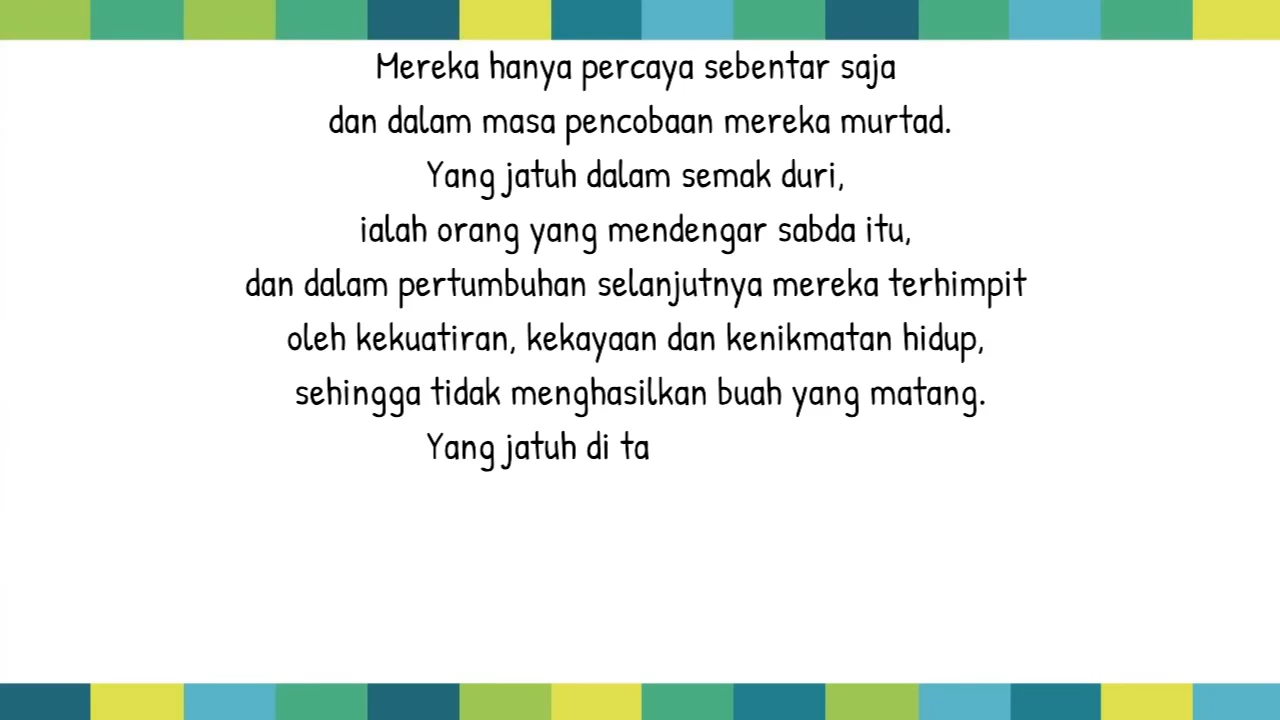 Mereka hanya percaya sebentar saja
dan dalam masa pencobaan mereka murtad.
Yang jatuh dalam semak duri,
ialah orang yang mendengar sabda itu,
dan dalam pertumbuhan selanjutnya mereka terhimpit
oleh kekuatiran, kekayaan dan kenikmatan hidup,
sehingga tidak menghasilkan buah yang matang.
Yang jatuh di ta